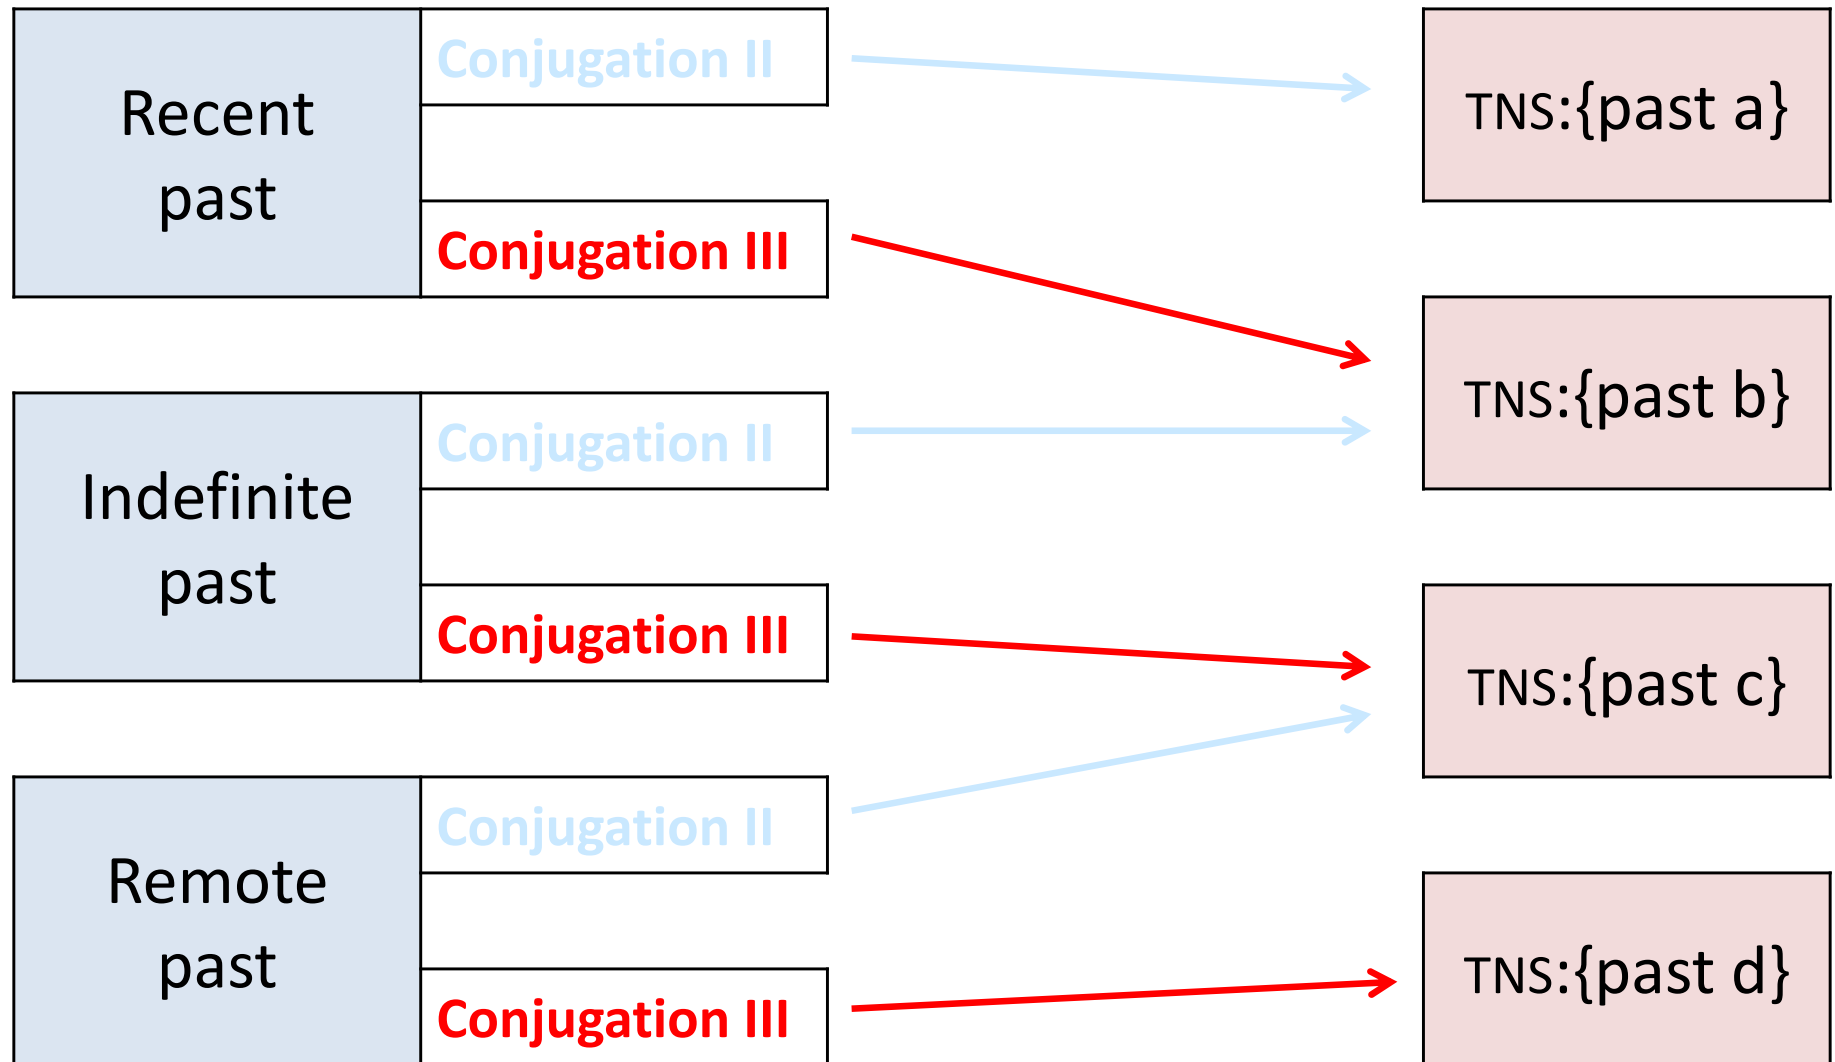 Recent
past
Conjugation II
Conjugation III
TNS:{past a}
TNS:{past b}
Indefinite
past
Conjugation II
Conjugation III
TNS:{past c}
Remote
past
Conjugation II
Conjugation III
TNS:{past d}